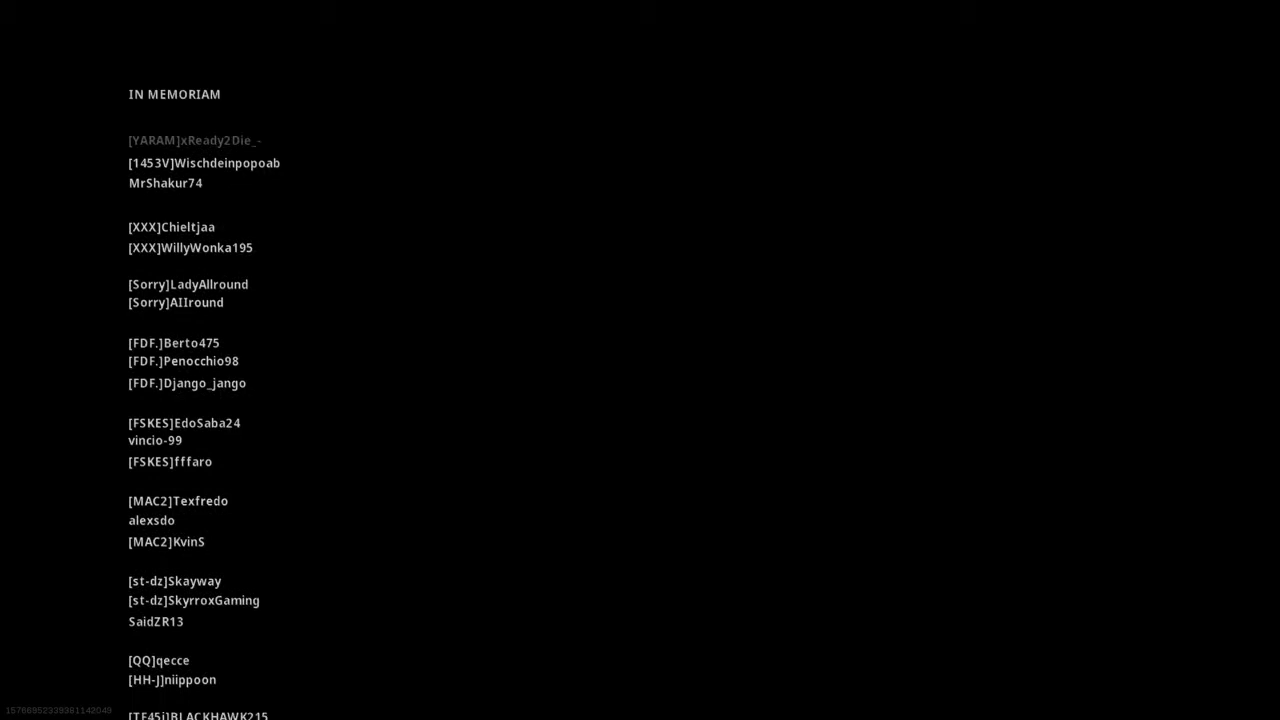 IN MEMORIAM
[YARAM]xReady2Die_-
[1453V]Wischdeinpopoab
MrShakur74
[XXX]Chieltjaa
[XXX]WillyWonka195
[Sorry]LadyAllround
[Sorry]AIIround
[FDF.]Berto475
[FDF.]Penocchio98
[FDF.]Django_jango
[FSKES]EdoSaba24
vincio-99
[FSKES]fffaro
[MAC2]Texfredo
alexsdo
[MAC2]KvinS
[st-dz]Skayway
[st-dz]SkyrroxGaming
SaidZR13
[QQ]qecce
[HH-J]niippoon
[TF45i]BLACKHAWK215